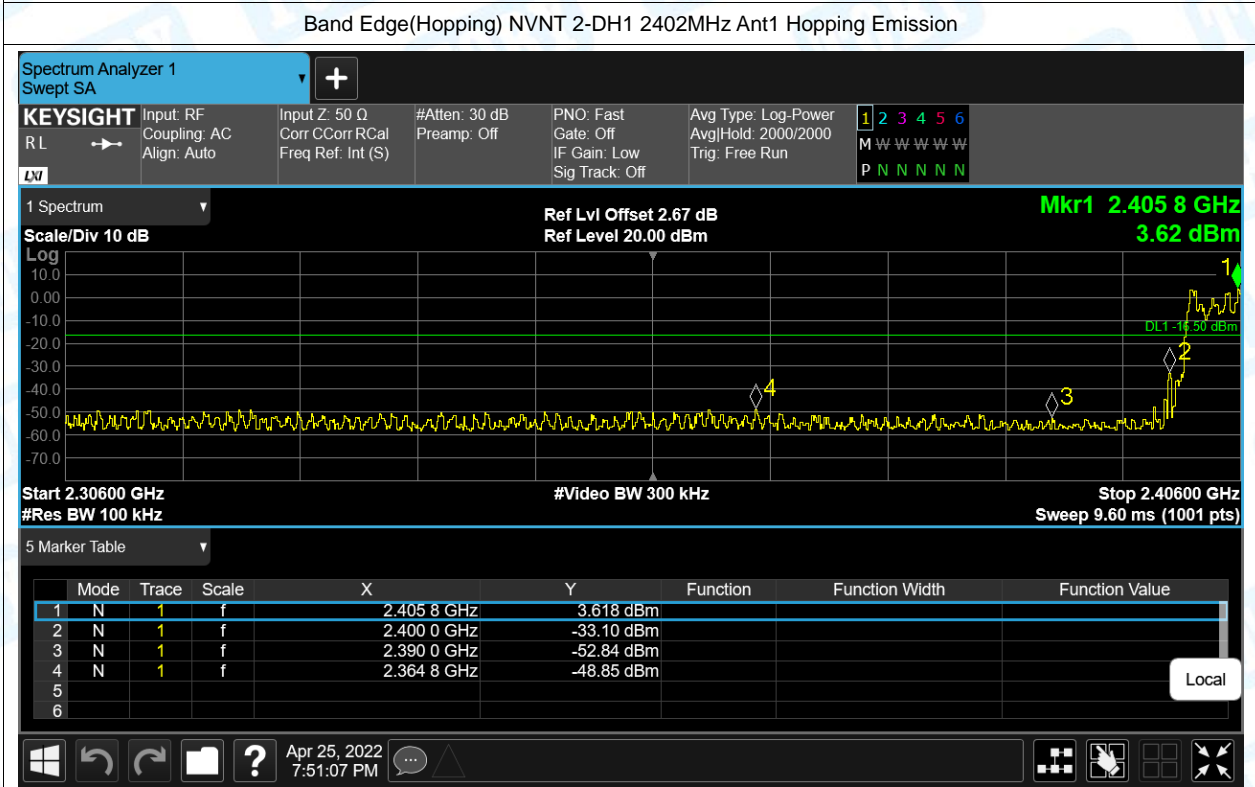 Band Edge(Hopping) NVNT 2-DH1 2402MHz Ant1 Hopping Emission
Spectrum Analyzer 1
Swept SA
KEYSIGHT Input: RF Input Z: 50 Ω #Atten: 30 dB PNO: Fast Avg Type: Log-Power 1 2 3 4 5 6
R L Coupling: AC Corr CCorr RCal Preamp: Off Gate: Off Avg|Hold: 2000/2000 M W W W W W
Align: Auto Freq Ref: Int (S) IF Gain: Low Trig: Free Run
LXI Sig Track: Off P N N N N N
1 Spectrum Ref Lvl Offset 2.67 dB Mkr1 2.405 8 GHz
Scale/Div 10 dB Ref Level 20.00 dBm 3.62 dBm
Log
1
10.0
0.00
-10.0
DL1 -16.50 dBm
-20.0
2
-30.0
-40.0
4
3
-50.0
-60.0
-70.0
Start 2.30600 GHz #Video BW 300 kHz Stop 2.40600 GHz
#Res BW 100 kHz Sweep 9.60 ms (1001 pts)
5 Marker Table
Mode Trace Scale X Y Function Function Width Function Value
1 N 1 f 2.405 8 GHz 3.618 dBm
2 N 1 f 2.400 0 GHz -33.10 dBm
3 N 1 f 2.390 0 GHz -52.84 dBm
4 N 1 f 2.364 8 GHz -48.85 dBm
5
6
Local
? Apr 25, 2022
7:51:07 PM